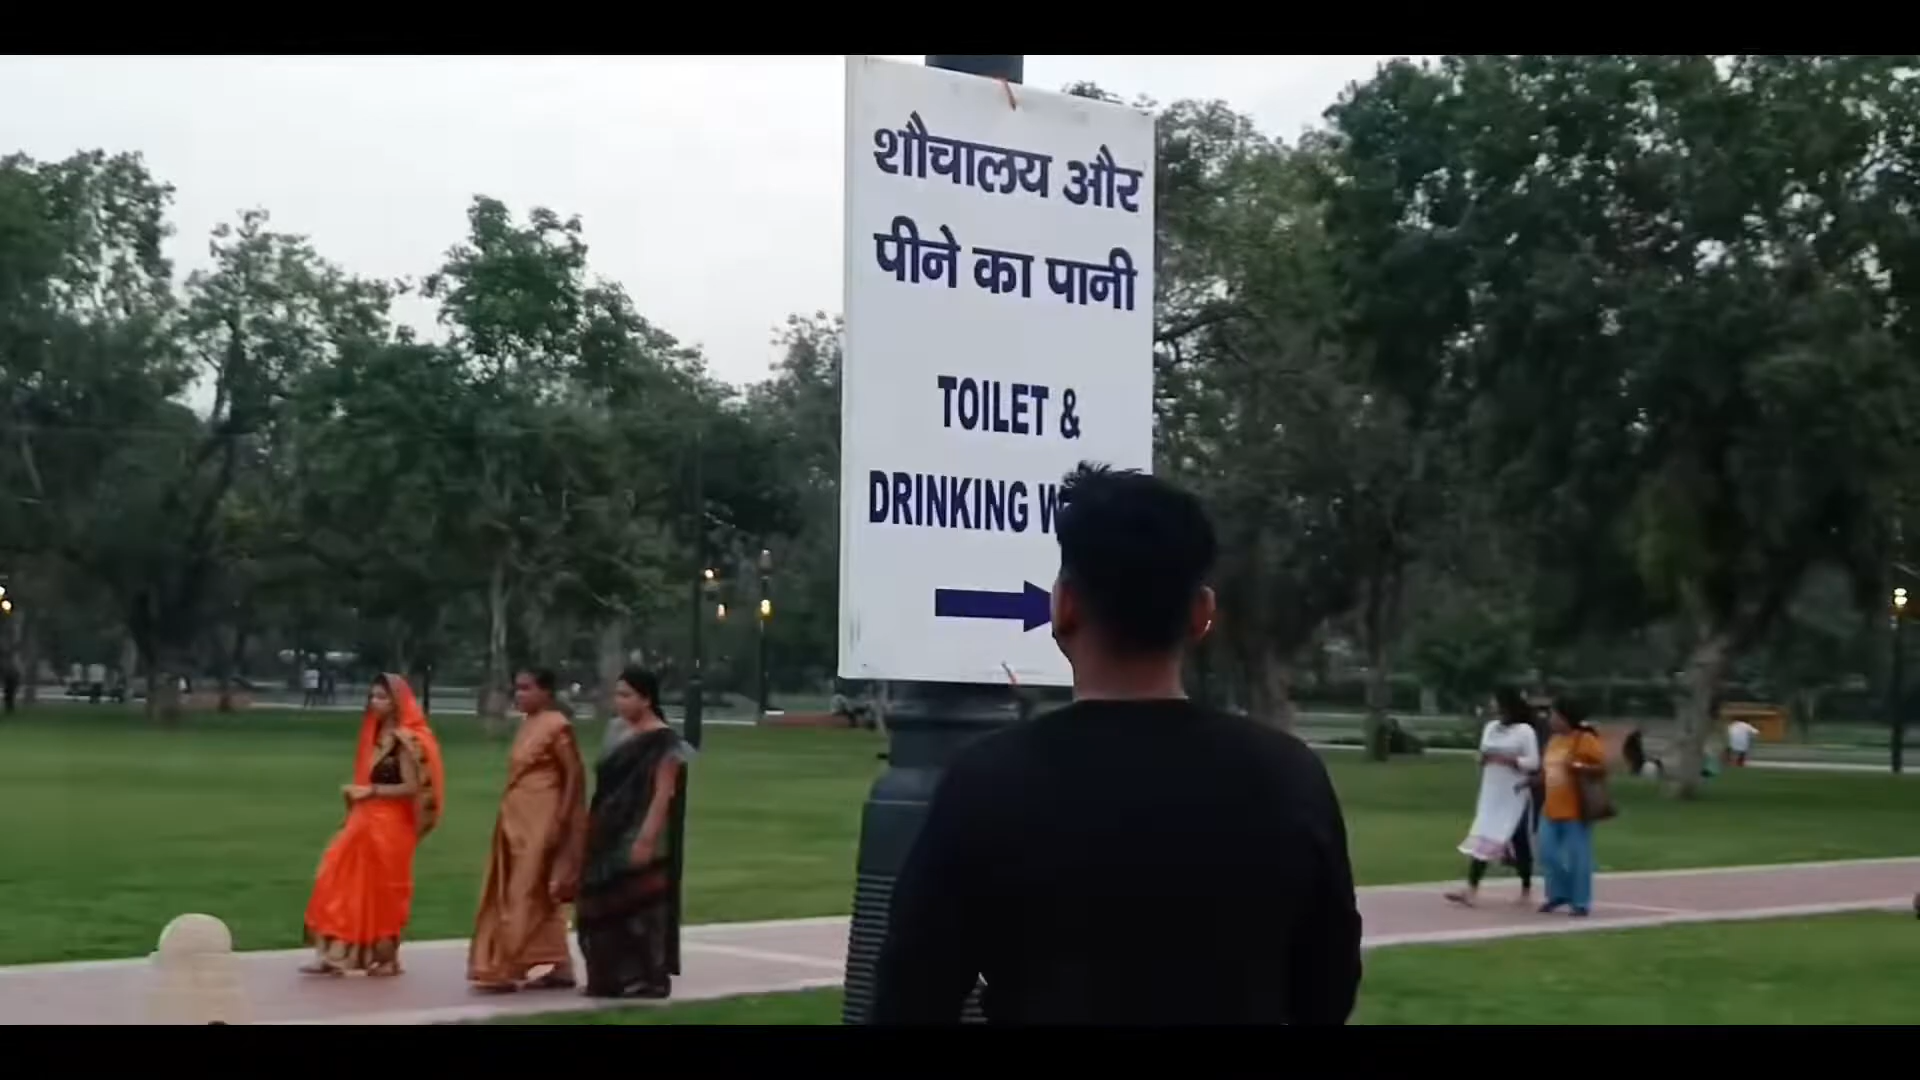 शौचालय और
पीने का पानी
TOILET &
DRINKING